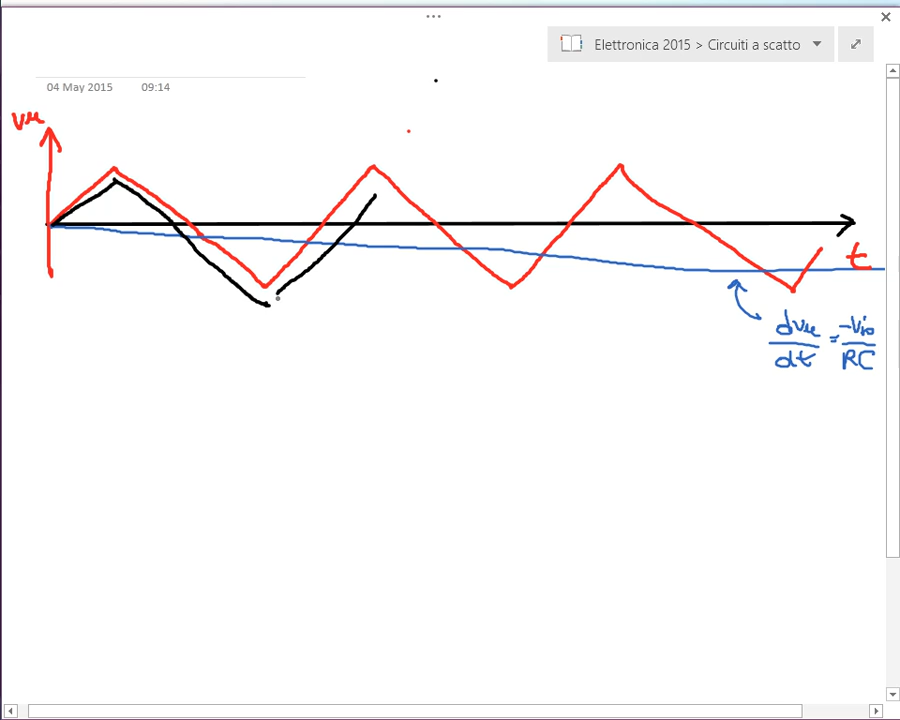 Elettronica 2015 > Circuiti a scatto
04 May 2015 09:14
vu
t
dvu/dt = -Vio/RC